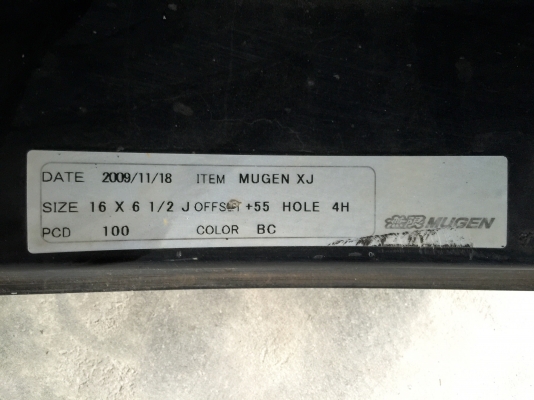 DATE 2009/11/18 ITEM MUGEN XJ
SIZE 16 X 6 1/2 J OFFSET +55 HOLE 4H
無限 MUGEN
PCD 100 COLOR BC